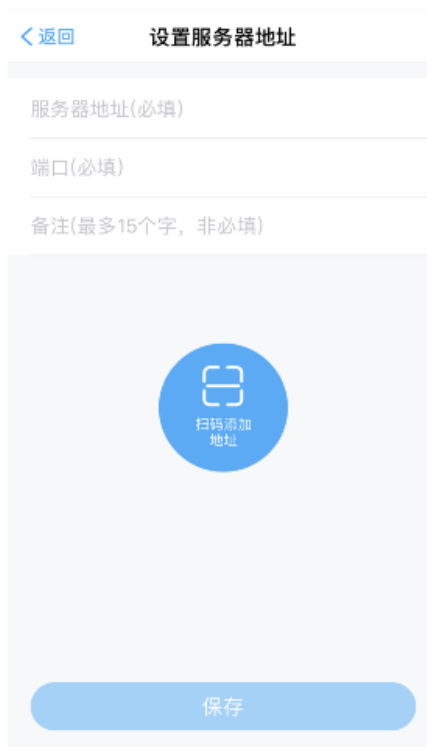 返回 设置服务器地址
服务器地址(必填)
端口(必填)
备注(最多15个字，非必填)
扫码添加
地址
保存